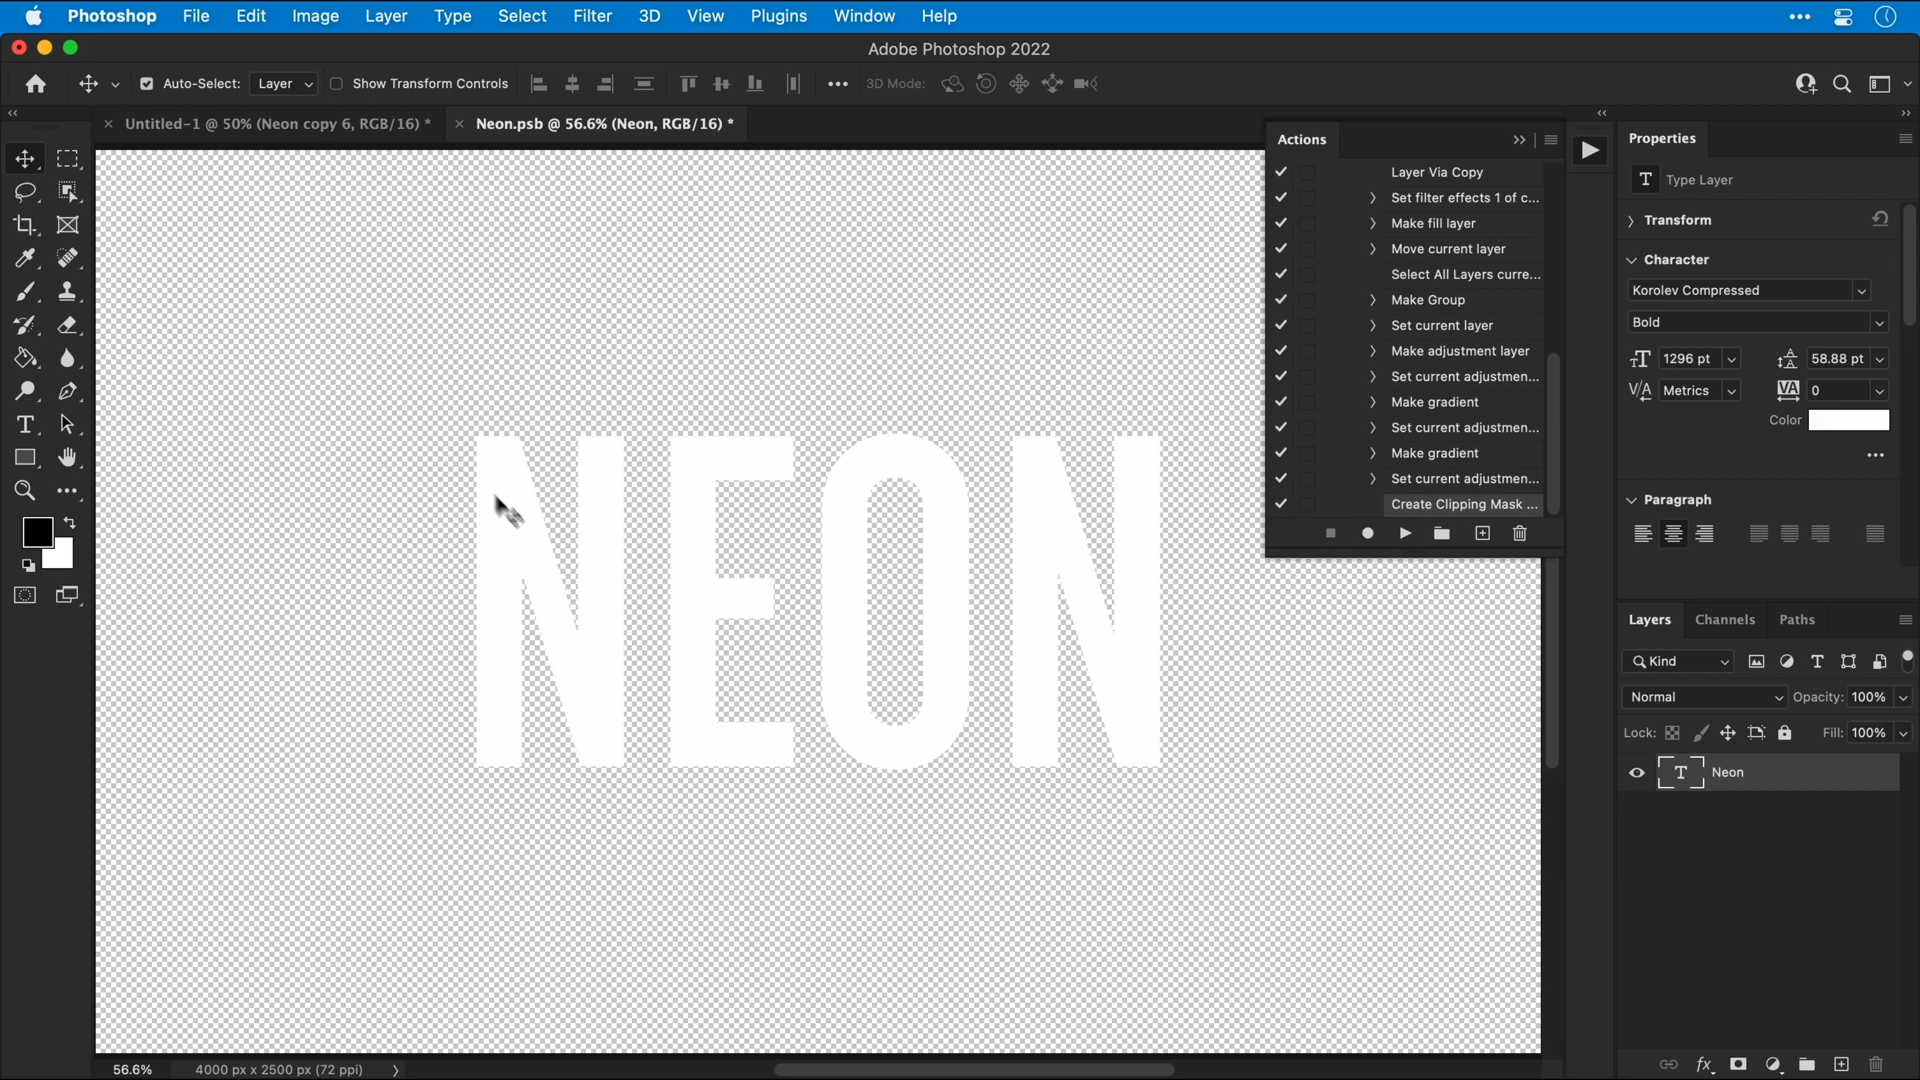 Photoshop File Edit Image Layer Type Select Filter 3D View Plugins Window Help
Adobe Photoshop 2022
Auto-Select: Layer Show Transform Controls 3D Mode:
Untitled-1 @ 50% (Neon copy 6, RGB/16) *
Neon.psb @ 56.6% (Neon, RGB/16) *
NEON
Actions
Layer Via Copy
Set filter effects 1 of c...
Make fill layer
Move current layer
Select All Layers curre...
Make Group
Set current layer
Make adjustment layer
Set current adjustmen...
Make gradient
Set current adjustmen...
Make gradient
Set current adjustmen...
Create Clipping Mask ...
Properties
T Type Layer
Transform
Character
Korolev Compressed
Bold
1296 pt 58.88 pt
Metrics 0
Color
Paragraph
Layers Channels Paths
Kind
Normal Opacity: 100%
Lock: Fill: 100%
T Neon
fx
56.6% 4000 px x 2500 px (72 ppi)